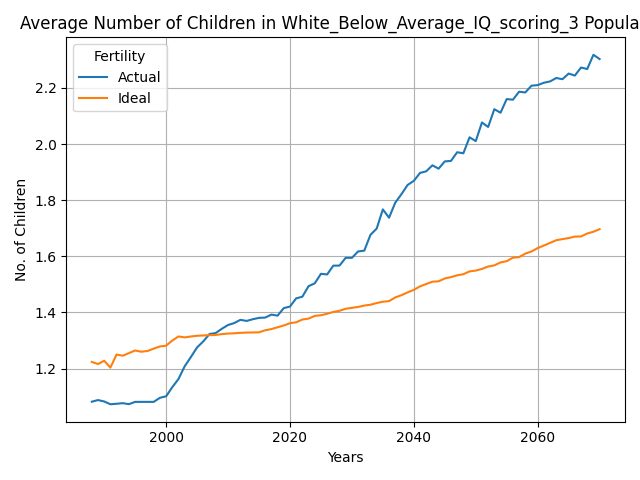 Average Number of Children in White_Below_Average_IQ_scoring_3 Popula
Fertility
Actual
Ideal
2.2
2.0
1.8
1.6
1.4
1.2
No. of Children
2000 2020 2040 2060
Years